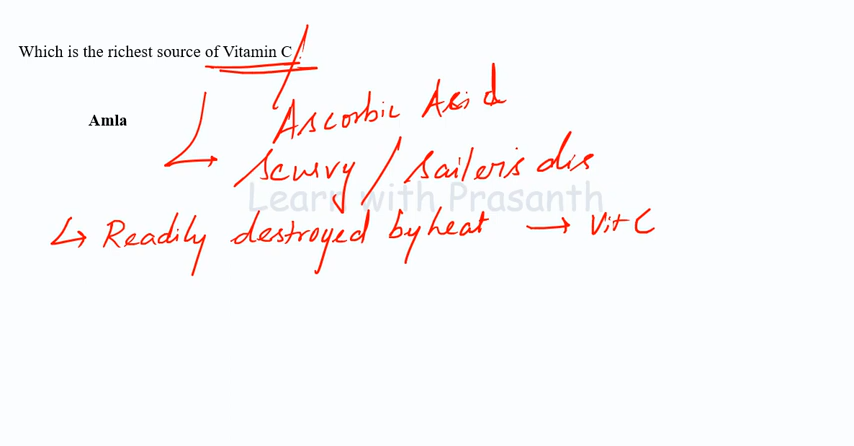 Which is the richest source of Vitamin C?
Ascorbic Acid
Amla
Scurvy / Sailer's dis
Learn with Prasanth
↳ Readily destroyed by heat → Vit C